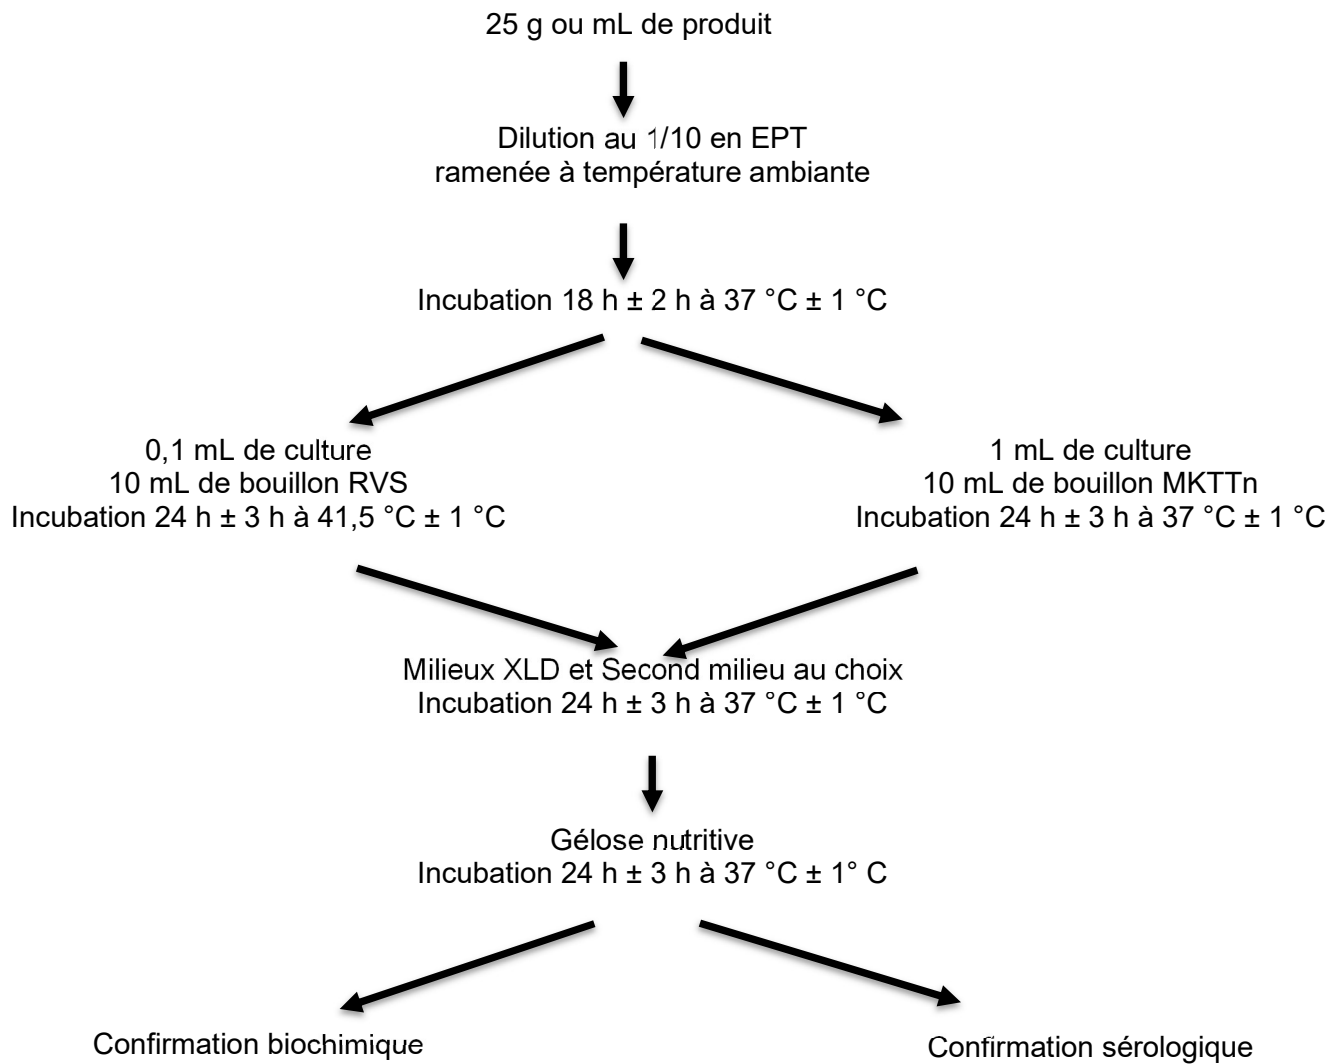 25 g ou mL de produit
Dilution au 1/10 en EPT
ramenée à température ambiante
Incubation 18 h ± 2 h à 37 °C ± 1 °C
0,1 mL de culture
10 mL de bouillon RVS
Incubation 24 h ± 3 h à 41,5 °C ± 1 °C
1 mL de culture
10 mL de bouillon MKTTn
Incubation 24 h ± 3 h à 37 °C ± 1 °C
Milieux XLD et Second milieu au choix
Incubation 24 h ± 3 h à 37 °C ± 1 °C
Gélose nutritive
Incubation 24 h ± 3 h à 37 °C ± 1° C
Confirmation biochimique
Confirmation sérologique